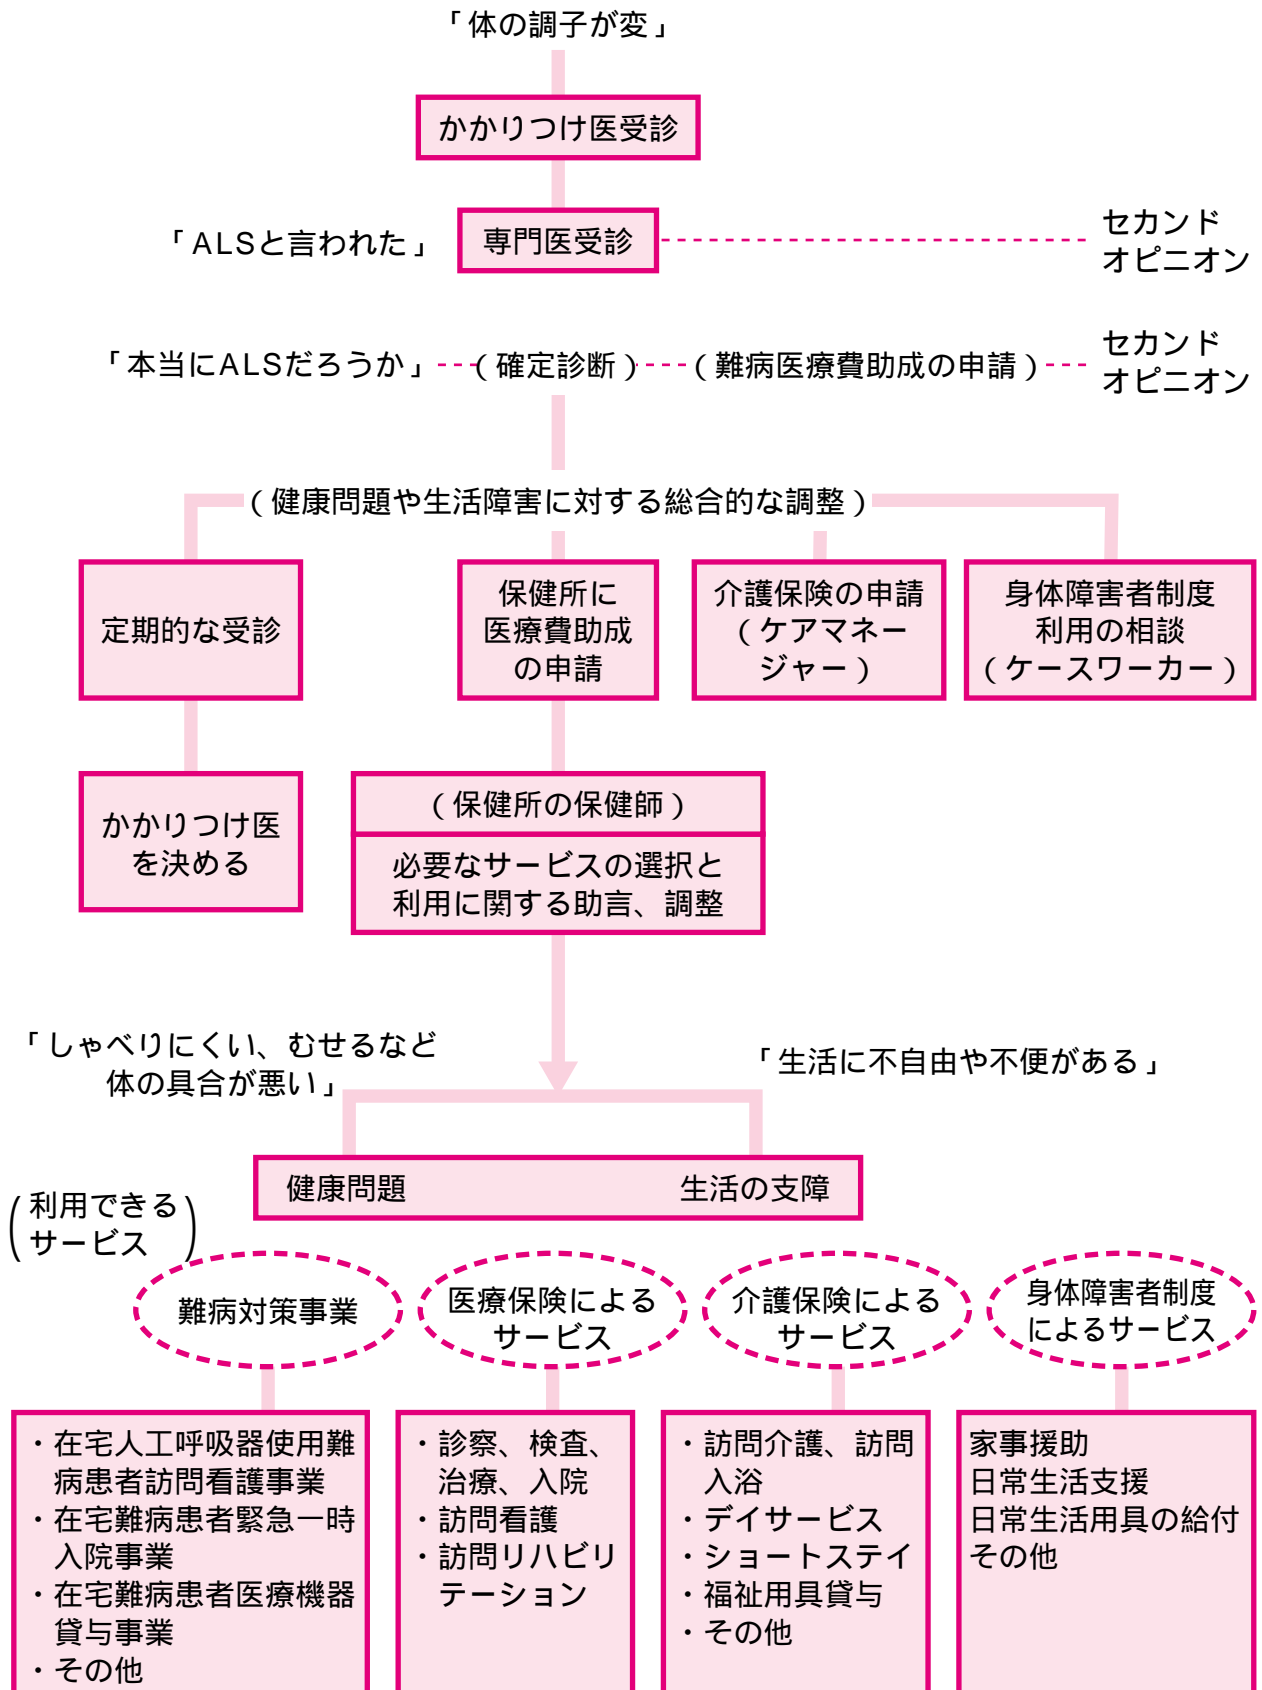 「体の調子が変」
かかりつけ医受診
「ALSと言われた」
専門医受診
セカンド
オピニオン
「本当にALSだろうか」
（確定診断）
（難病医療費助成の申請）
セカンド
オピニオン
（健康問題や生活障害に対する総合的な調整）
定期的な受診
保健所に
医療費助成
の申請
介護保険の申請
（ケアマネー
ジャー）
身体障害者制度
利用の相談
（ケースワーカー）
かかりつけ医
を決める
（保健所の保健師）
必要なサービスの選択と
利用に関する助言、調整
「しゃべりにくい、むせるなど
体の具合が悪い」
「生活に不自由や不便がある」
健康問題
生活の支障
（利用できる
サービス）
難病対策事業
医療保険による
サービス
介護保険による
サービス
身体障害者制度
によるサービス
・在宅人工呼吸器使用難
病患者訪問看護事業
・在宅難病患者緊急一時
入院事業
・在宅難病患者医療機器
貸与事業
・その他
・診察、検査、
治療、入院
・訪問看護
・訪問リハビリ
テーション
・訪問介護、訪問
入浴
・デイサービス
・ショートステイ
・福祉用具貸与
・その他
家事援助
日常生活支援
日常生活用具の給付
その他